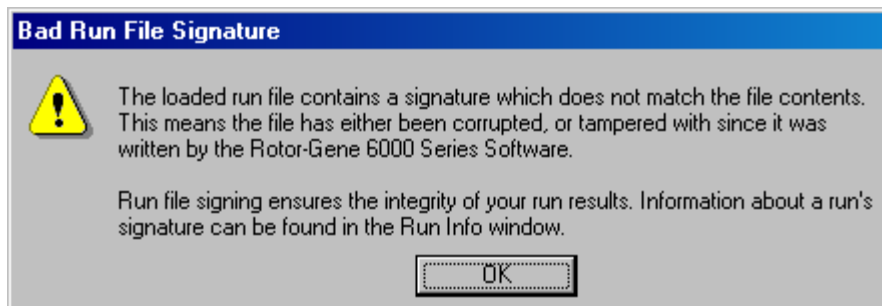 Bad Run File Signature
The loaded run file contains a signature which does not match the file contents.
This means the file has either been corrupted, or tampered with since it was
written by the Rotor-Gene 6000 Series Software.
Run file signing ensures the integrity of your run results. Information about a run's
signature can be found in the Run Info window.
OK